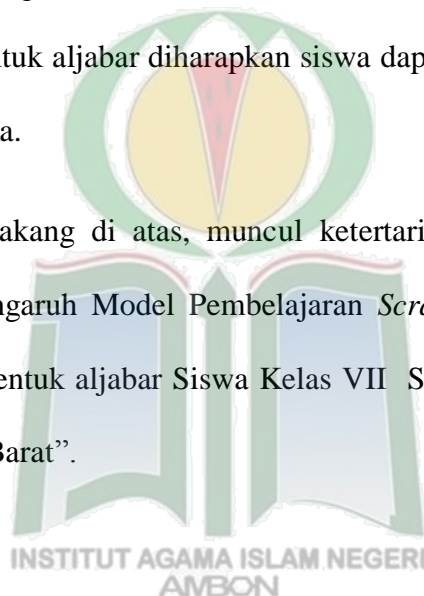 ntuk aljabar diharapkan siswa dap
a.
akang di atas, muncul ketertari
ngaruh Model Pembelajaran Scra
entuk aljabar Siswa Kelas VII S
Barat”.
INSTITUT AGAMA ISLAM NEGERI
AMBON